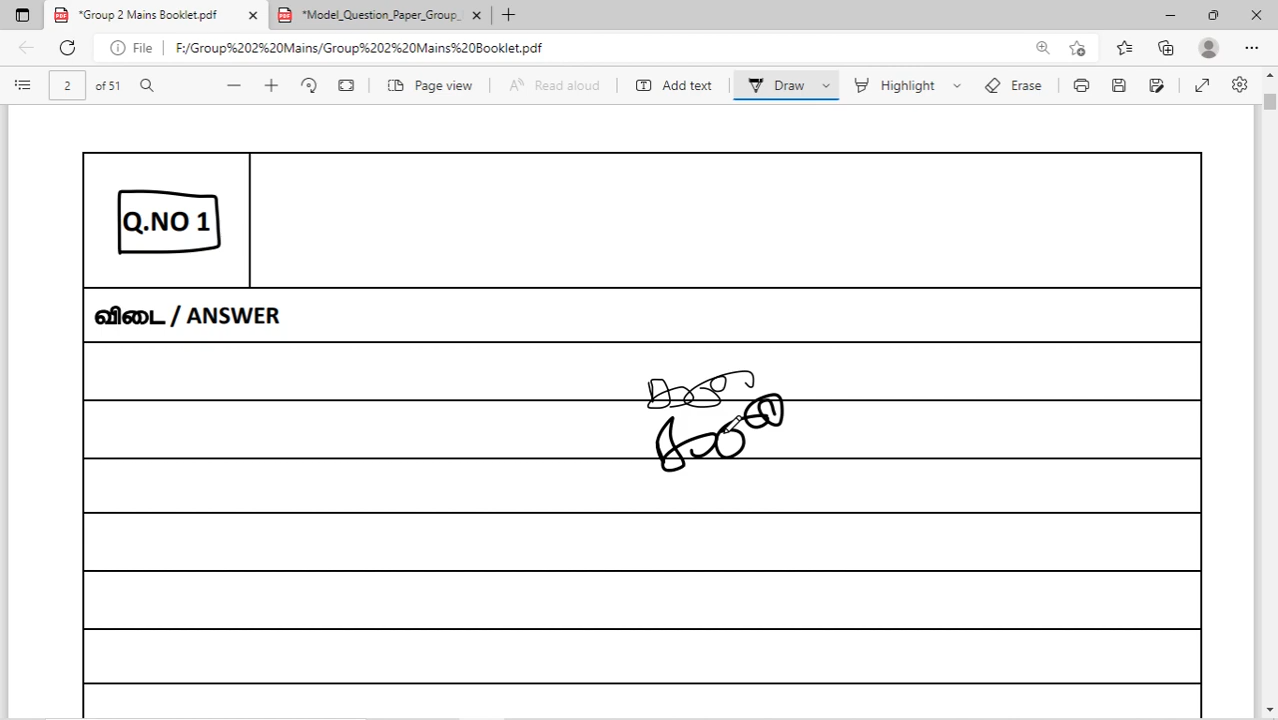 *Group 2 Mains Booklet.pdf
*Model_Question_Paper_Group_
File
F:/Group%202%20Mains/Group%202%20Mains%20Booklet.pdf
2 of 51
Page view
Read aloud
Add text
Draw
Highlight
Erase
Q.NO 1
விடை / ANSWER